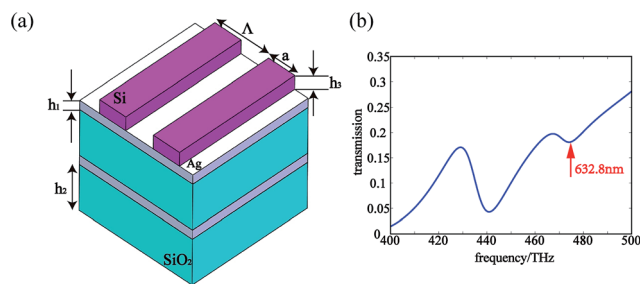 (a)
Λ
a
h₃
Si
h₁
Ag
h₂
SiO₂
(b)
transmission
0.35
0.3
0.25
0.2
0.15
0.1
0.05
0
632.8nm
400 420 440 460 480 500
frequency/THz